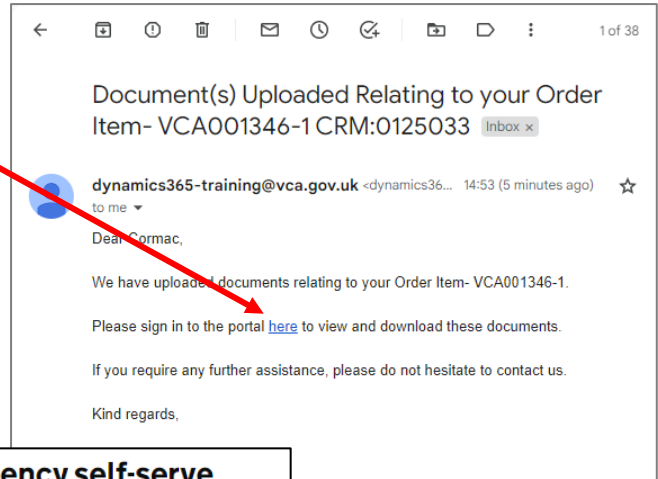 1 of 38
Document(s) Uploaded Relating to your Order
Item- VCA001346-1 CRM:0125033 Inbox ×
dynamics365-training@vca.gov.uk <dynamics36... 14:53 (5 minutes ago)
to me
Dear Cormac,
We have uploaded documents relating to your Order Item- VCA001346-1.
Please sign in to the portal here to view and download these documents.
If you require any further assistance, please do not hesitate to contact us.
Kind regards,
ency self-serve